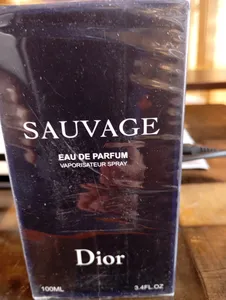 SAUVAGE
EAU DE PARFUM
VAPORISATEUR SPRAY
Dior
100ML 3.4FL.OZ